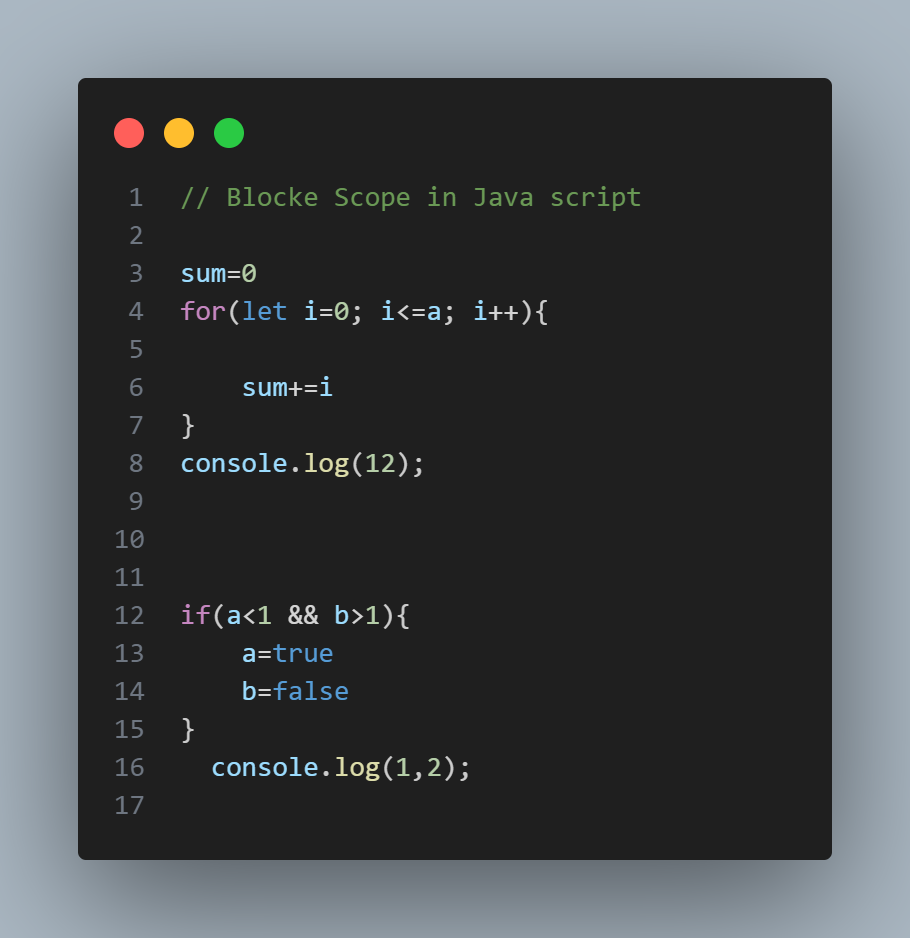 1 // Blocke Scope in Java script
2
3 sum=0
4 for(let i=0; i<=a; i++){
5
6     sum+=i
7 }
8 console.log(12);
9
10
11
12 if(a<1 && b>1){
13     a=true
14     b=false
15 }
16   console.log(1,2);
17